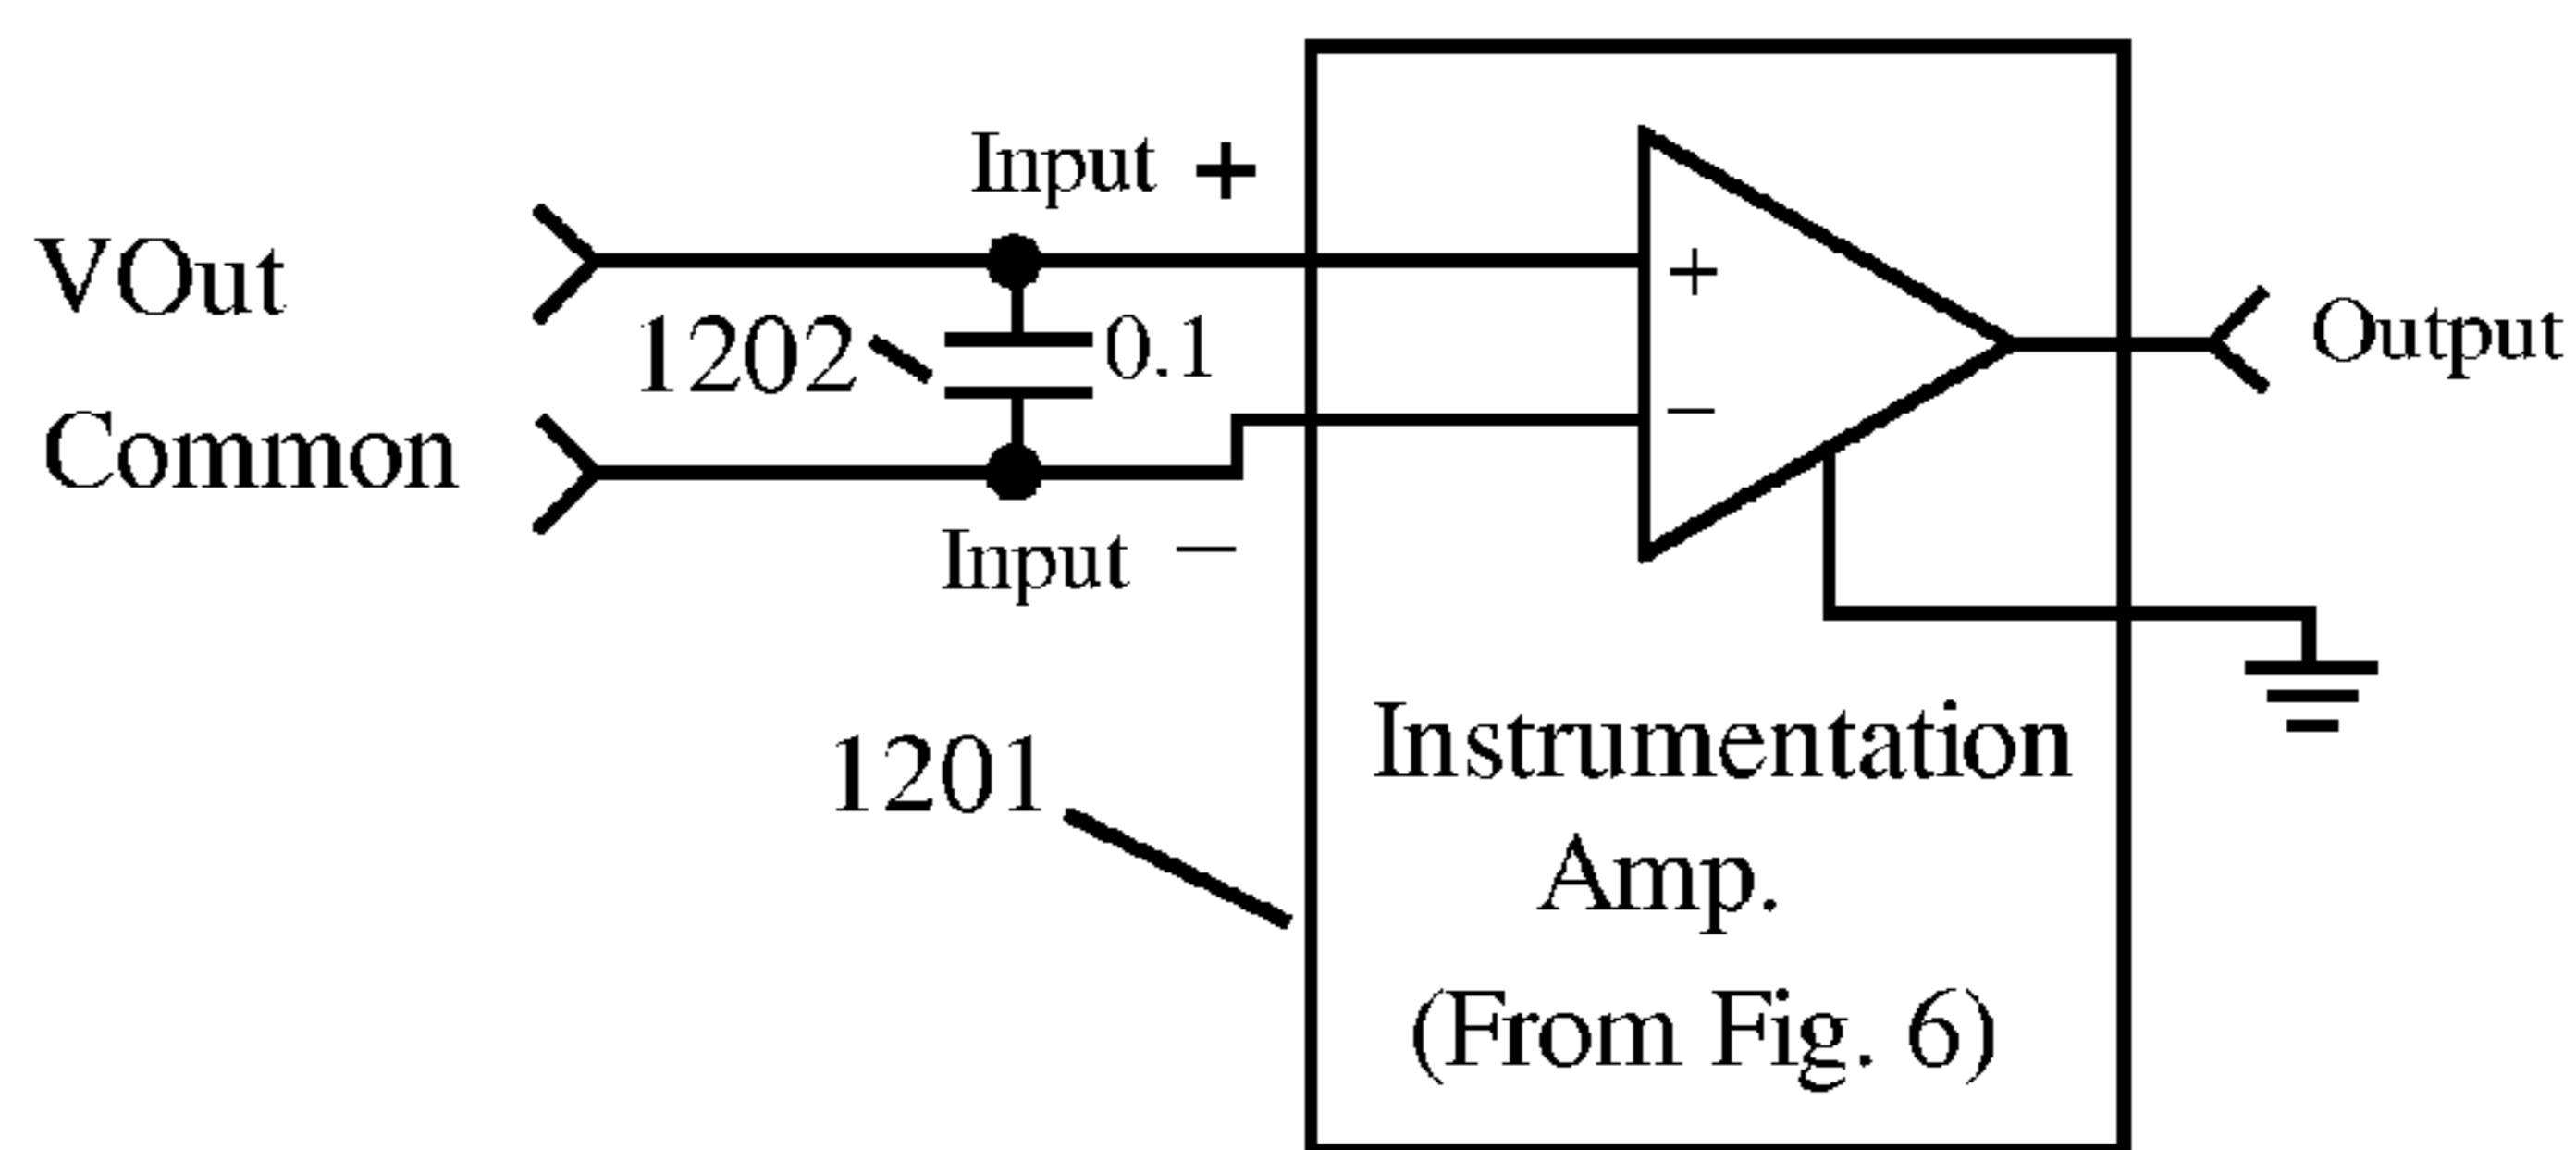 Input +
VOut
+
1202
0.1
Output
Common
−
Input −
1201
Instrumentation
Amp.
(From Fig. 6)